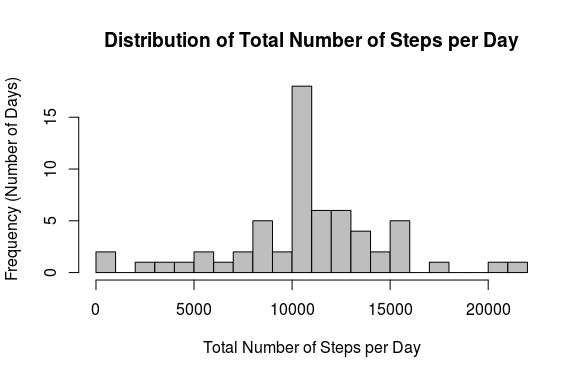 Distribution of Total Number of Steps per Day
Frequency (Number of Days)
15
10
5
0
0 5000 10000 15000 20000
Total Number of Steps per Day